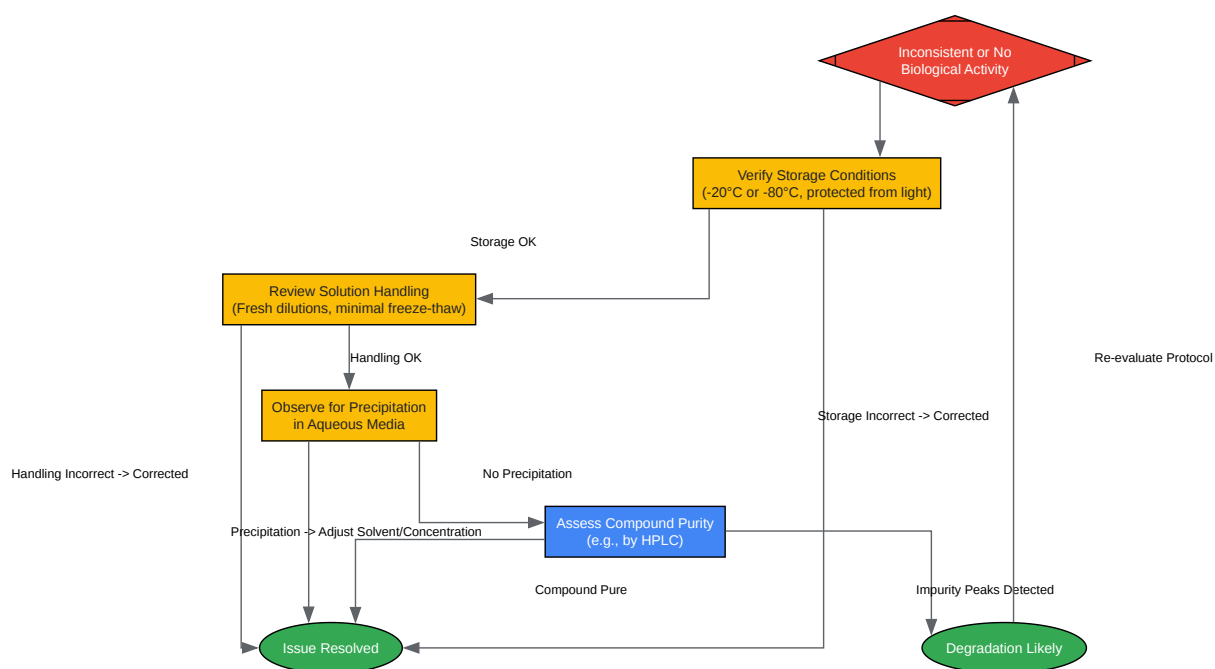 Inconsistent or No
Biological Activity
Verify Storage Conditions
(-20°C or -80°C, protected from light)
Storage OK
Review Solution Handling
(Fresh dilutions, minimal freeze-thaw)
Handling OK
Re-evaluate Protocol
Observe for Precipitation
in Aqueous Media
Storage Incorrect -> Corrected
Handling Incorrect -> Corrected
No Precipitation
Assess Compound Purity
(e.g., by HPLC)
Precipitation -> Adjust Solvent/Concentration
Compound Pure
Impurity Peaks Detected
Issue Resolved
Degradation Likely